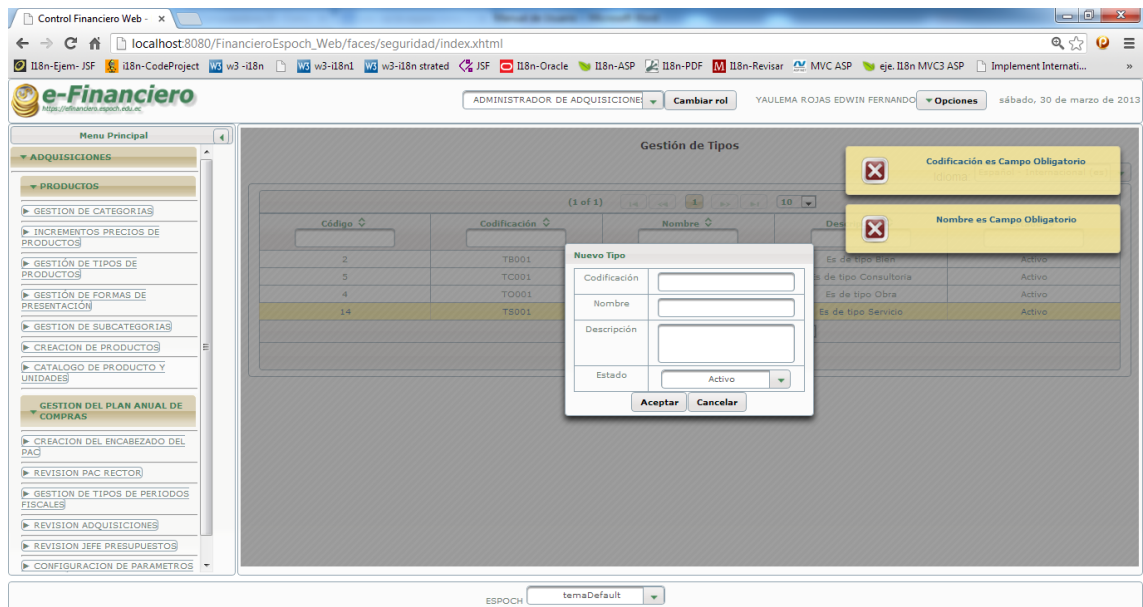 Control Financiero Web -
localhost:8080/FinancieroEspoch_Web/faces/seguridad/index.xhtml
I18n-Ejem- JSF
i18n-CodeProject
w3 -i18n
w3-i18n1
w3-i18n strated
JSF
I18n-Oracle
I18n-ASP
I18n-PDF
I18n-Revisar
MVC ASP
eje. I18n MVC3 ASP
Implement Internati...
e-Financiero
https://efinanciero.espoch.edu.ec
ADMINISTRADOR DE ADQUISICIONE
Cambiar rol
YAULEMA ROJAS EDWIN FERNANDO
Opciones
sábado, 30 de marzo de 2013
Menu Principal
ADQUISICIONES
PRODUCTOS
GESTION DE CATEGORIAS
INCREMENTOS PRECIOS DE
PRODUCTOS
GESTIÓN DE TIPOS DE
PRODUCTOS
GESTIÓN DE FORMAS DE
PRESENTACIÓN
GESTION DE SUBCATEGORIAS
CREACION DE PRODUCTOS
CATALOGO DE PRODUCTO Y
UNIDADES
GESTION DEL PLAN ANUAL DE
COMPRAS
CREACION DEL ENCABEZADO DEL
PAC
REVISION PAC RECTOR
GESTION DE TIPOS DE PERIODOS
FISCALES
REVISION ADQUISICIONES
REVISION JEFE PRESUPUESTOS
CONFIGURACION DE PARAMETROS
Gestión de Tipos
Codificación es Campo Obligatorio
Idioma
Nombre es Campo Obligatorio
(1 of 1)
1
10
Código
Codificación
Nombre
Des
2
TB001
Es de tipo Bien
Activo
5
TC001
s de tipo Consultoria
Activo
4
TO001
Es de tipo Obra
Activo
14
TS001
Es de tipo Servicio
Activo
Nuevo Tipo
Codificación
Nombre
Descripción
Estado
Activo
Aceptar
Cancelar
ESPOCH
temaDefault